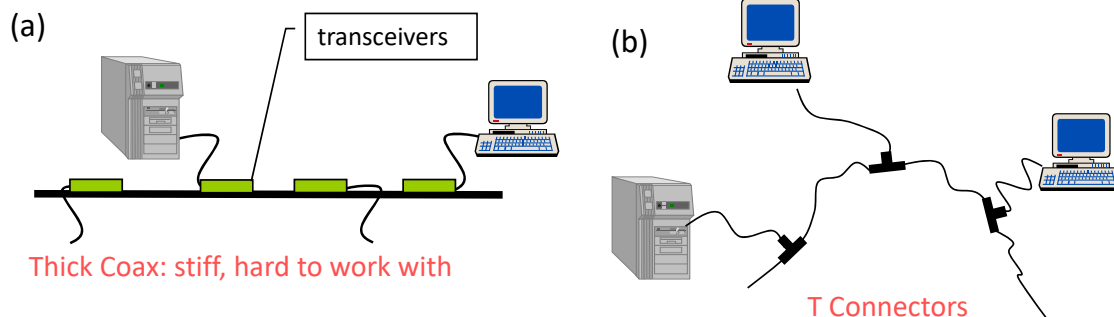 (a)
transceivers
(b)
Thick Coax: stiff, hard to work with
T Connectors